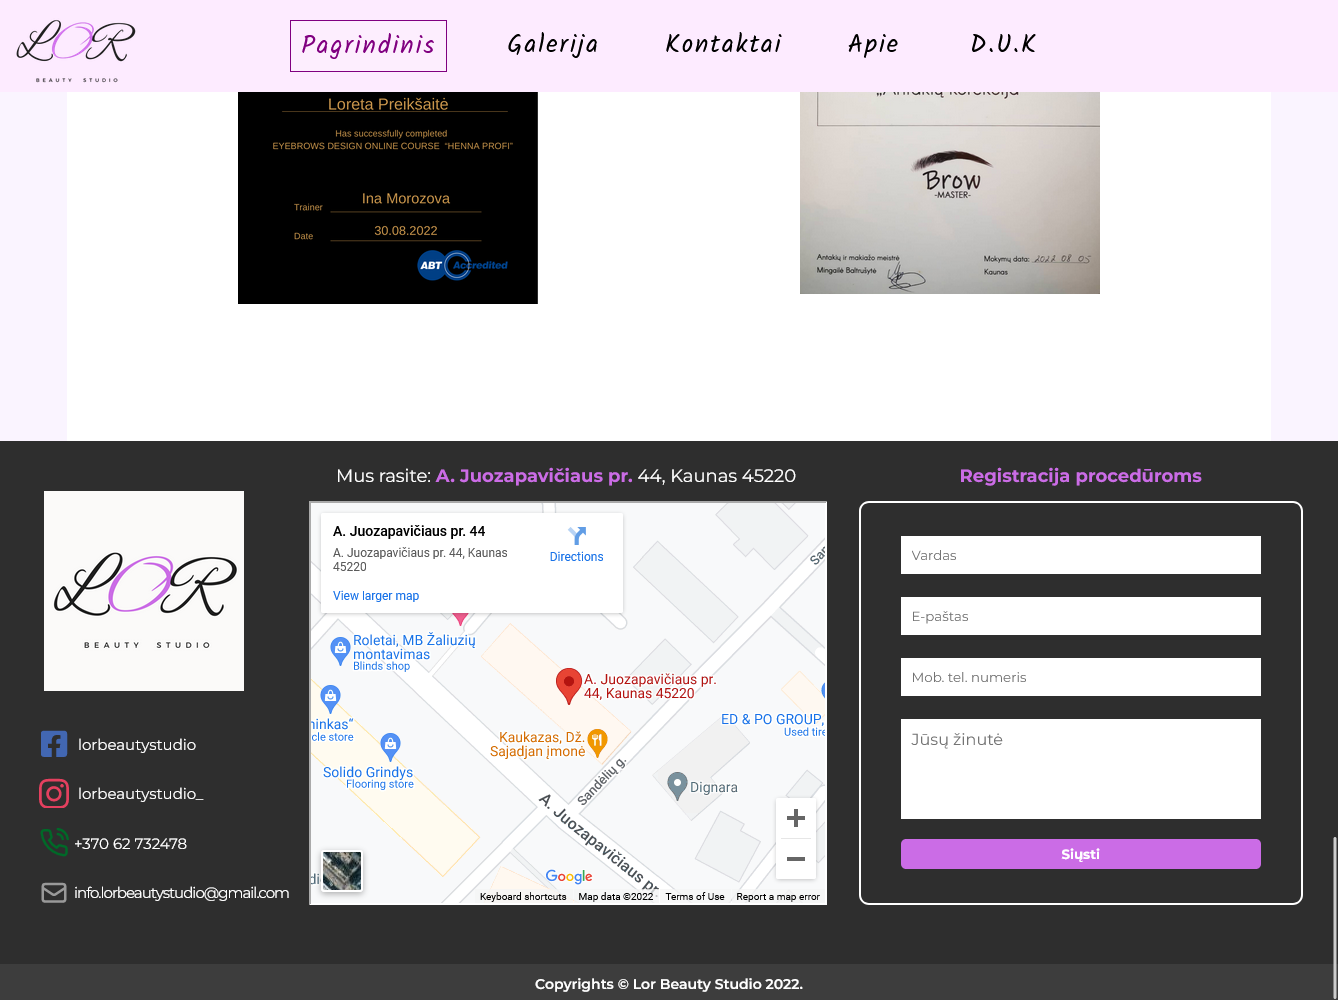 LOR
BEAUTY STUDIO
Pagrindinis
Galerija
Kontaktai
Apie
D.U.K
Loreta Preikšaitė
Has successfully completed
EYEBROWS DESIGN ONLINE COURSE "HENNA PROFI"
Trainer
Ina Morozova
Date
30.08.2022
ABT Accredited
„Antakių korekcija
Brow
-MASTER-
Antakių ir makiažo meistrė
Mingailė Baltrušytė
Mokymų data: 2022 08 05
Kaunas
LOR
BEAUTY STUDIO
lorbeautystudio
lorbeautystudio_
+370 62 732478
info.lorbeautystudio@gmail.com
Mus rasite: A. Juozapavičiaus pr. 44, Kaunas 45220
A. Juozapavičiaus pr. 44
A. Juozapavičiaus pr. 44, Kaunas
45220
Directions
View larger map
Roletai, MB Žaliuzių
montavimas
Blinds shop
A. Juozapavičiaus pr.
44, Kaunas 45220
ninkas“
cle store
ED & PO GROUP,
Used tire
Kaukazas, Dž.
Sajadjan įmonė
Solido Grindys
Flooring store
Sandėlių g.
San
Dignara
A. Juozapavičiaus pr.
di
Google
Keyboard shortcuts
Map data ©2022
Terms of Use
Report a map error
Registracija procedūroms
Vardas
E-paštas
Mob. tel. numeris
Jūsų žinutė
Siųsti
Copyrights © Lor Beauty Studio 2022.